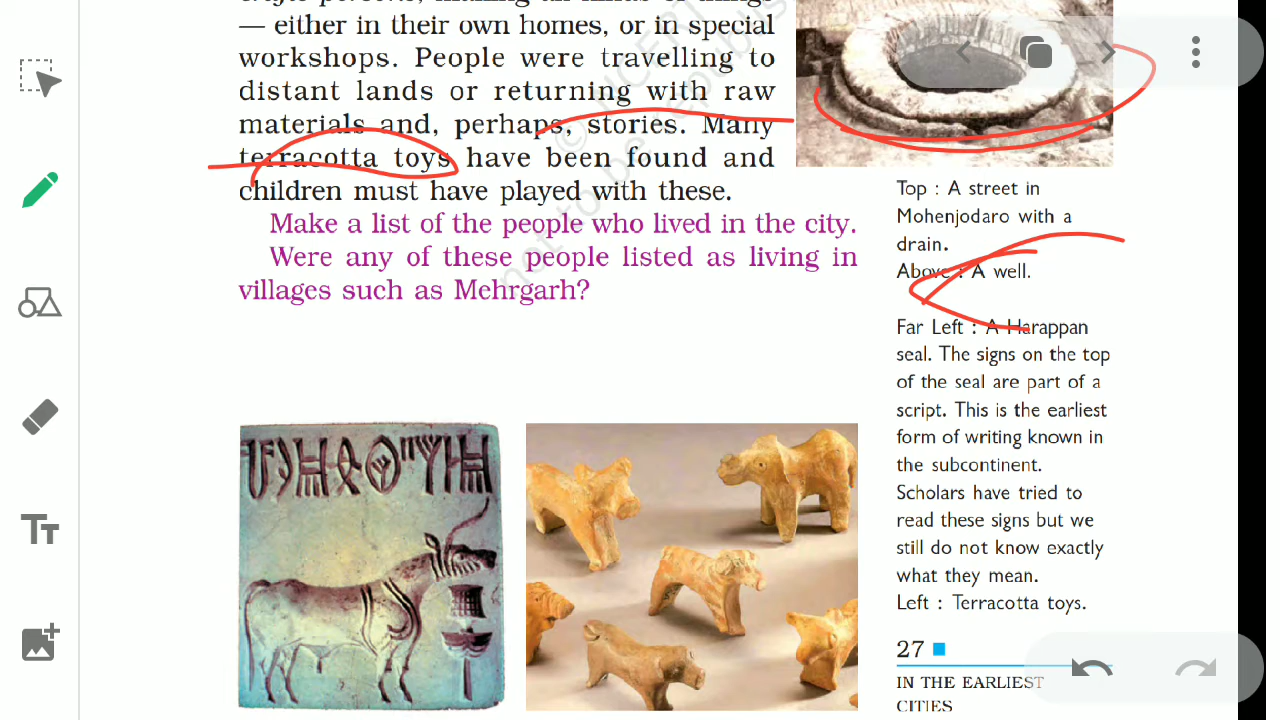 — either in their own homes, or in special
workshops. People were travelling to
distant lands or returning with raw
materials and, perhaps, stories. Many
terracotta toys have been found and
children must have played with these.
Make a list of the people who lived in the city.
Were any of these people listed as living in
villages such as Mehrgarh?
Top : A street in
Mohenjodaro with a
drain.
Above : A well.
Far Left : A Harappan
seal. The signs on the top
of the seal are part of a
script. This is the earliest
form of writing known in
the subcontinent.
Scholars have tried to
read these signs but we
still do not know exactly
what they mean.
Left : Terracotta toys.
27
IN THE EARLIEST
CITIES
TT